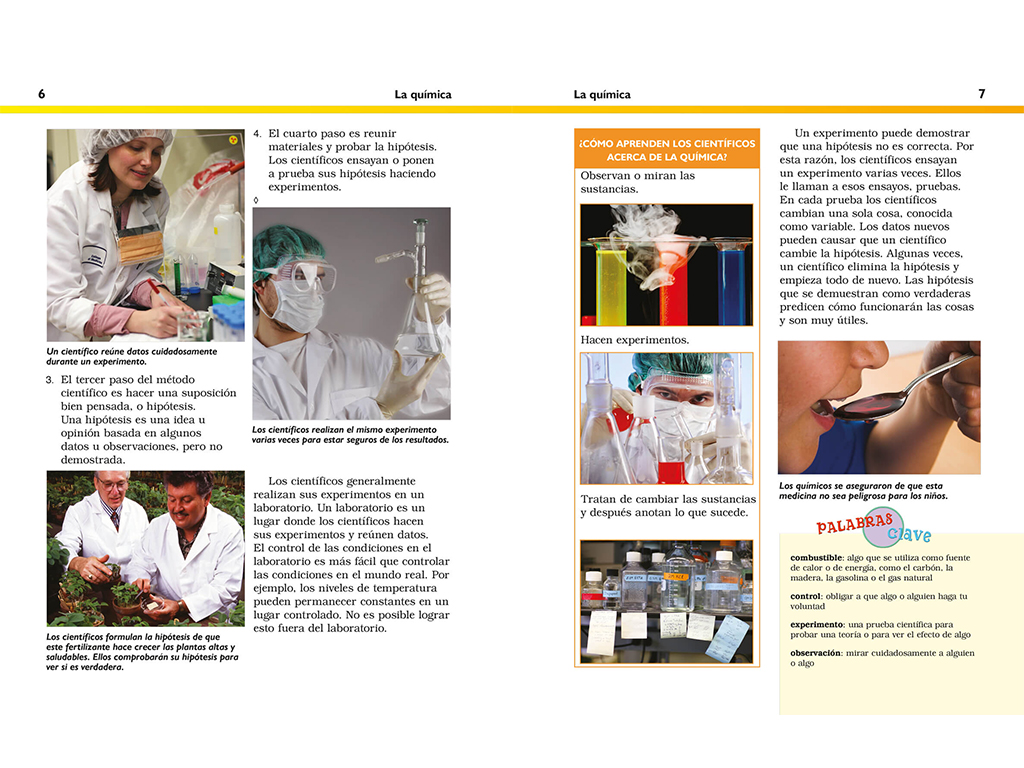 6
La química
Un científico reúne datos cuidadosamente
durante un experimento.
3. El tercer paso del método
científico es hacer una suposición
bien pensada, o hipótesis.
Una hipótesis es una idea u
opinión basada en algunos
datos u observaciones, pero no
demostrada.
Los científicos formulan la hipótesis de que
este fertilizante hace crecer las plantas altas y
saludables. Ellos comprobarán su hipótesis para
ver si es verdadera.
4. El cuarto paso es reunir
materiales y probar la hipótesis.
Los científicos ensayan o ponen
a prueba sus hipótesis haciendo
experimentos.
◊
Los científicos realizan el mismo experimento
varias veces para estar seguros de los resultados.
Los científicos generalmente
realizan sus experimentos en un
laboratorio. Un laboratorio es un
lugar donde los científicos hacen
sus experimentos y reúnen datos.
El control de las condiciones en el
laboratorio es más fácil que controlar
las condiciones en el mundo real. Por
ejemplo, los niveles de temperatura
pueden permanecer constantes en un
lugar controlado. No es posible lograr
esto fuera del laboratorio.
La química
7
¿CÓMO APRENDEN LOS CIENTÍFICOS
ACERCA DE LA QUÍMICA?
Observan o miran las
sustancias.
Hacen experimentos.
Tratan de cambiar las sustancias
y después anotan lo que sucede.
Un experimento puede demostrar
que una hipótesis no es correcta. Por
esta razón, los científicos ensayan
un experimento varias veces. Ellos
le llaman a esos ensayos, pruebas.
En cada prueba los científicos
cambian una sola cosa, conocida
como variable. Los datos nuevos
pueden causar que un científico
cambie la hipótesis. Algunas veces,
un científico elimina la hipótesis y
empieza todo de nuevo. Las hipótesis
que se demuestran como verdaderas
predicen cómo funcionarán las cosas
y son muy útiles.
Los químicos se aseguraron de que esta
medicina no sea peligrosa para los niños.
PALABRAS
clave
combustible: algo que se utiliza como fuente
de calor o de energía, como el carbón, la
madera, la gasolina o el gas natural
control: obligar a que algo o alguien haga tu
voluntad
experimento: una prueba científica para
probar una teoría o para ver el efecto de algo
observación: mirar cuidadosamente a alguien
o algo